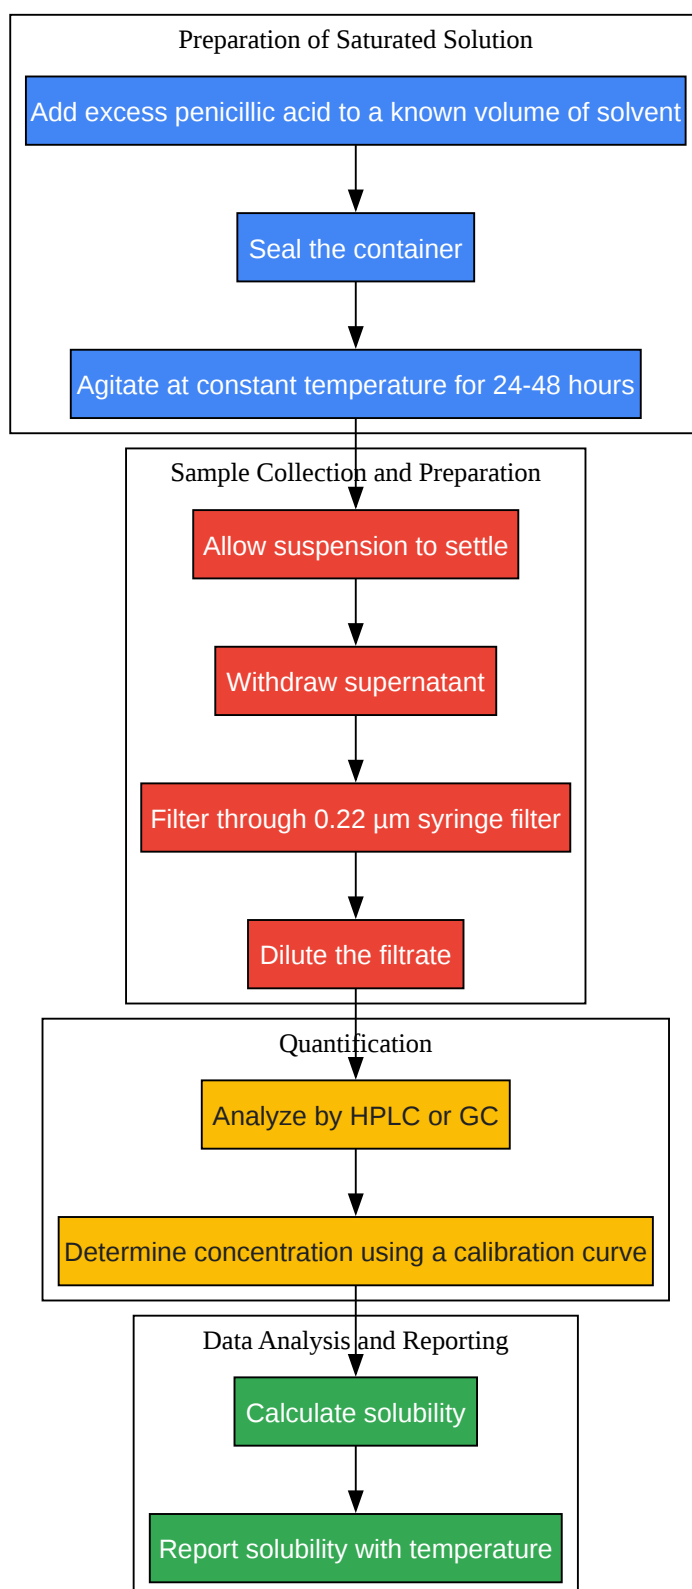 Preparation of Saturated Solution
Add excess penicillic acid to a known volume of solvent
Seal the container
Agitate at constant temperature for 24-48 hours
Sample Collection and Preparation
Allow suspension to settle
Withdraw supernatant
Filter through 0.22 µm syringe filter
Dilute the filtrate
Quantification
Analyze by HPLC or GC
Determine concentration using a calibration curve
Data Analysis and Reporting
Calculate solubility
Report solubility with temperature